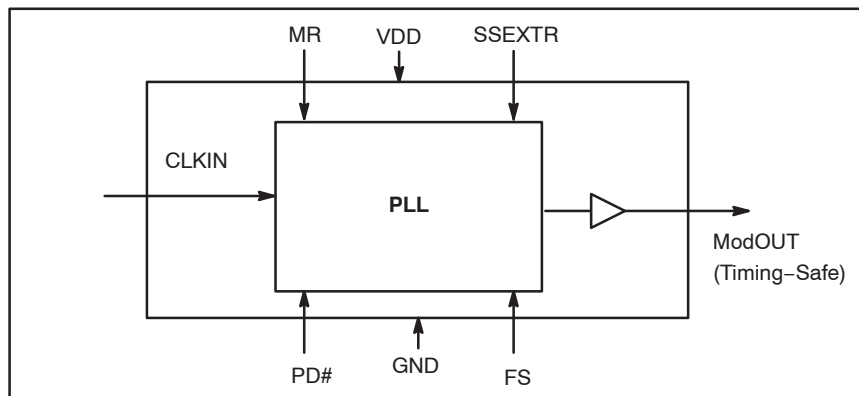 MR
VDD
SSEXTR
CLKIN
PLL
ModOUT
(Timing−Safe)
PD#
GND
FS